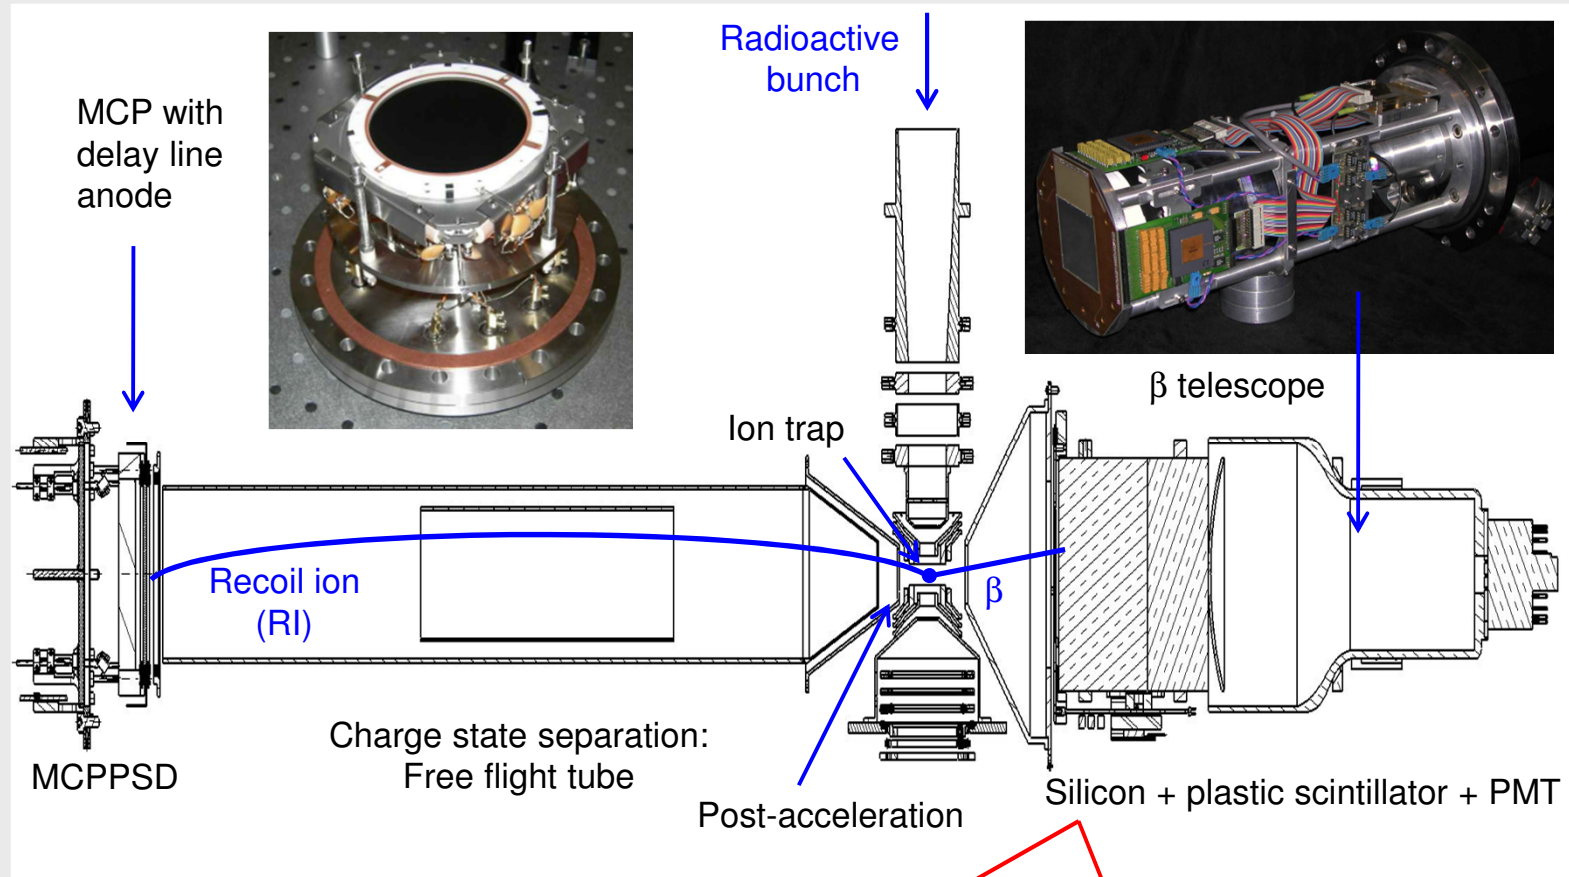 Radioactive
bunch
MCP with
delay line
anode
β telescope
Ion trap
Recoil ion
(RI)
β
Charge state separation:
Free flight tube
MCPPSD
Post-acceleration
Silicon + plastic scintillator + PMT